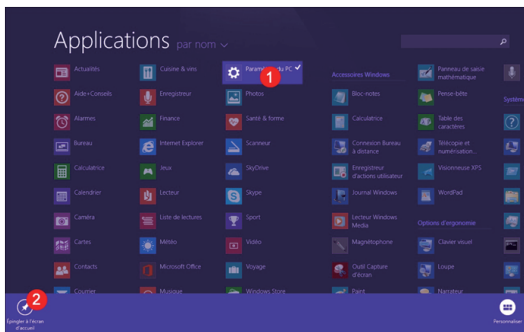 Applications par nom
Actualités
Aide+Conseils
Alarmes
Bureau
Calculatrice
Calendrier
Caméra
Cartes
Contacts
Courrier
Cuisine & vins
Enregistreur
Finance
Internet Explorer
Jeux
Lecteur
Liste de lectures
Météo
Microsoft Office
Musique
1
Photos
Santé & forme
Scanneur
SkyDrive
Skype
Sport
Vidéo
Voyage
Windows Store
Accessoires Windows
Bloc-notes
Calculatrice
Connexion Bureau
à distance
Enregistreur
d'actions utilisateur
Journal Windows
Lecteur Windows
Media
Magnétophone
Outil Capture
d'écran
Paint
Panneau de saisie
mathématique
Pense-bête
Table des
caractères
Télécopie et
numérisation...
Visionneuse XPS
WordPad
Options d'ergonomie
Clavier visuel
Loupe
Narrateur
2
Épingler à l'écran
d'accueil
Personnaliser